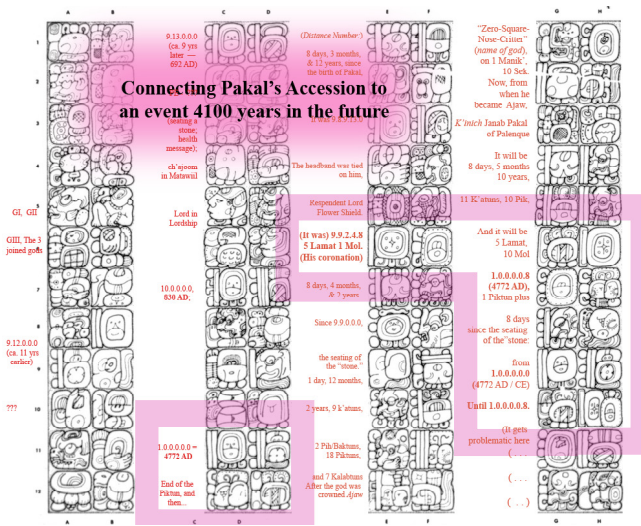 A B C D E F G H
Connecting Pakal's Accession to
an event 4100 years in the future
1
2
3
4
5
7
8
9
10
11
12
GI, GII
GIII, The 3
joined gods
9.12.0.0.0
(ca. 11 yrs
earlier)
???
9.13.0.0.0
(ca. 9 yrs
later —
692 AD)
(seating a
stone;
health
message);
ch'ajoom
in Matawiil
Lord in
Lordship
10.0.0.0.0,
830 AD;
1.0.0.0.0.0 =
4772 AD
End of the
Piktun, and
then...
(Distance Number:)
8 days, 3 months,
& 12 years, since
the birth of Pakal,
It was 9.8.9.13.0
The headband was tied
on him,
Respendent Lord
Flower Shield.
(It was) 9.9.2.4.8
5 Lamat 1 Mol.
(His coronation)
8 days, 4 months,
& 2 years
Since 9.9.0.0.0,
the seating of
the "stone."
1 day, 12 months,
2 years, 9 k'atuns,
2 Pih/Baktuns,
18 Piktuns,
and 7 Kalabtuns
After the god was
crowned Ajaw
"Zero-Square-
Nose-Critter"
(name of god),
on 1 Manik',
10 Sek.
Now, from
when he
became Ajaw,
K'inich Janab Pakal
of Palenque
It will be
8 days, 5 months
10 years,
11 K'atuns, 10 Pik,
And it will be
5 Lamat,
10 Mol
1.0.0.0.0.8
(4772 AD),
1 Piktun plus
8 days
since the seating
of the "stone:
from
1.0.0.0.0.0
(4772 AD / CE)
Until 1.0.0.0.0.8.
(It gets
problematic here
( . . .
( . . .
( . . )
A B C D E F G H